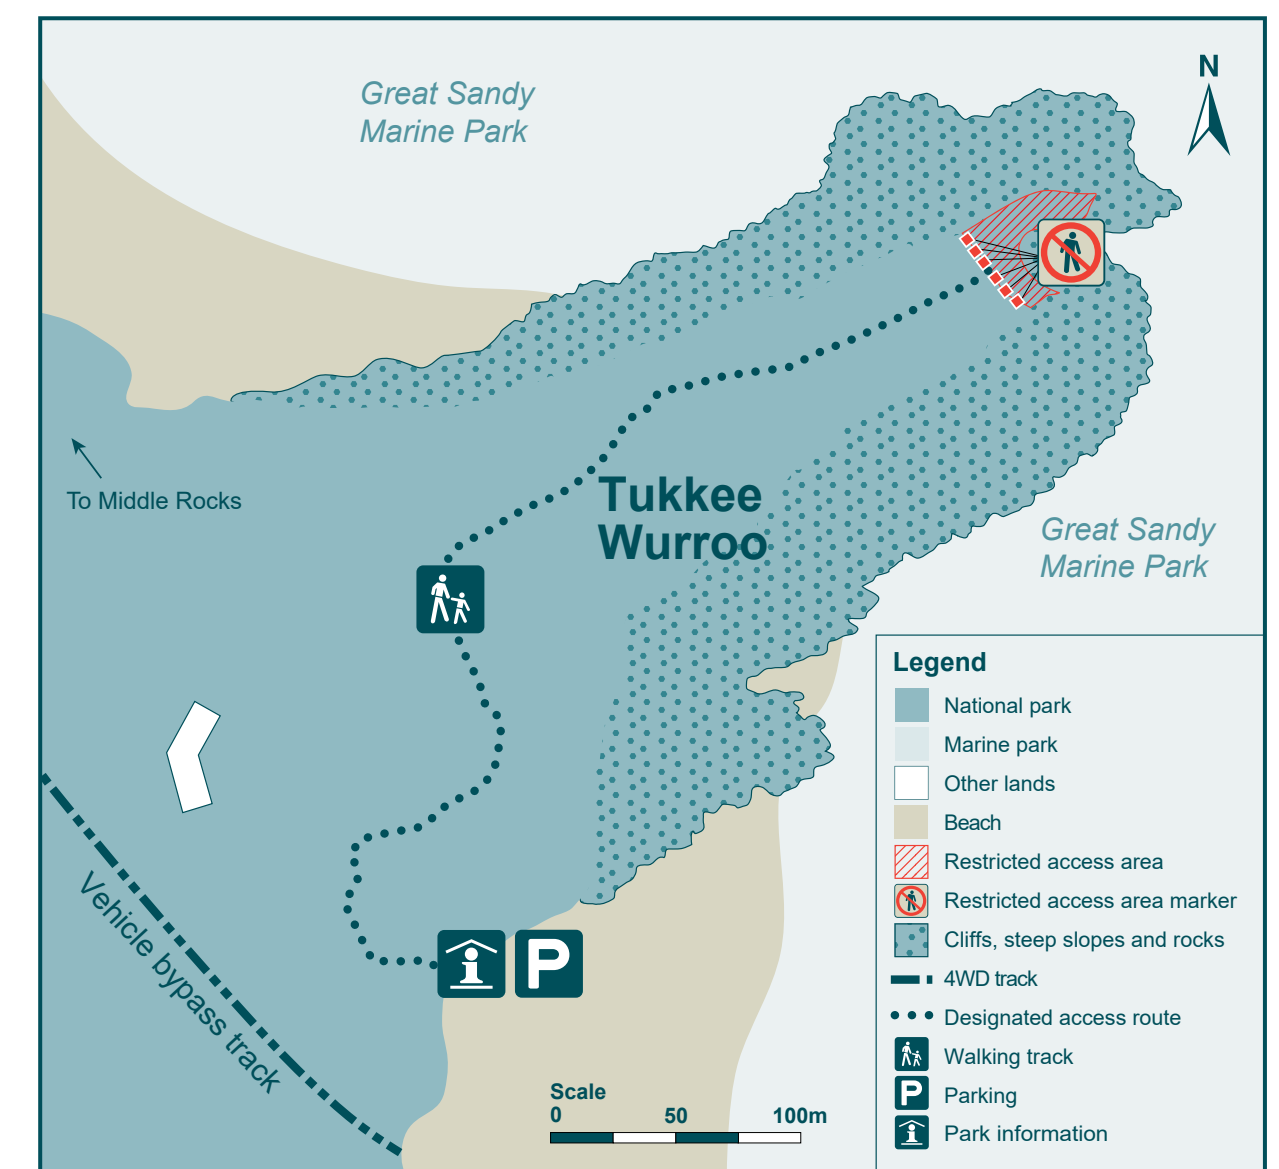 Great Sandy
Marine Park
N
To Middle Rocks
Tukkee
Wurroo
Great Sandy
Marine Park
Vehicle bypass track
P
Scale
0 50 100m
Legend
National park
Marine park
Other lands
Beach
Restricted access area
Restricted access area marker
Cliffs, steep slopes and rocks
4WD track
Designated access route
Walking track
P Parking
Park information